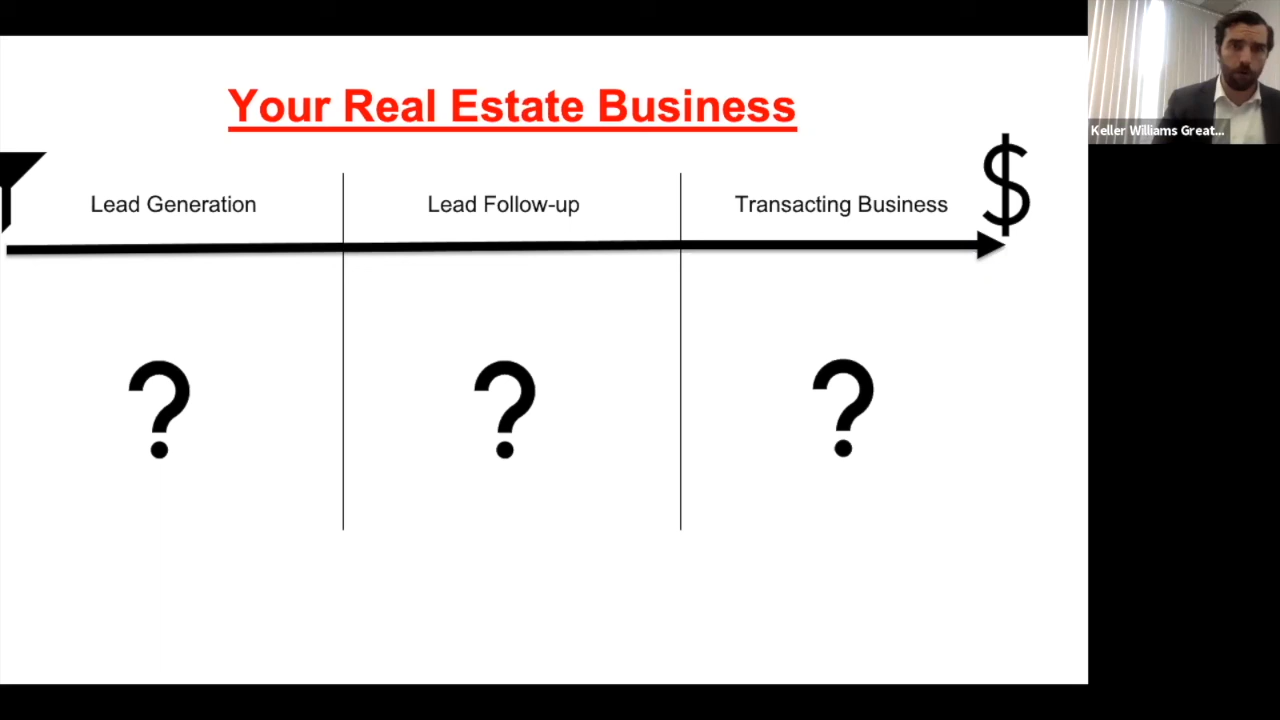 Your Real Estate Business
Keller Williams Great...
$
Lead Generation
Lead Follow-up
Transacting Business
?
?
?